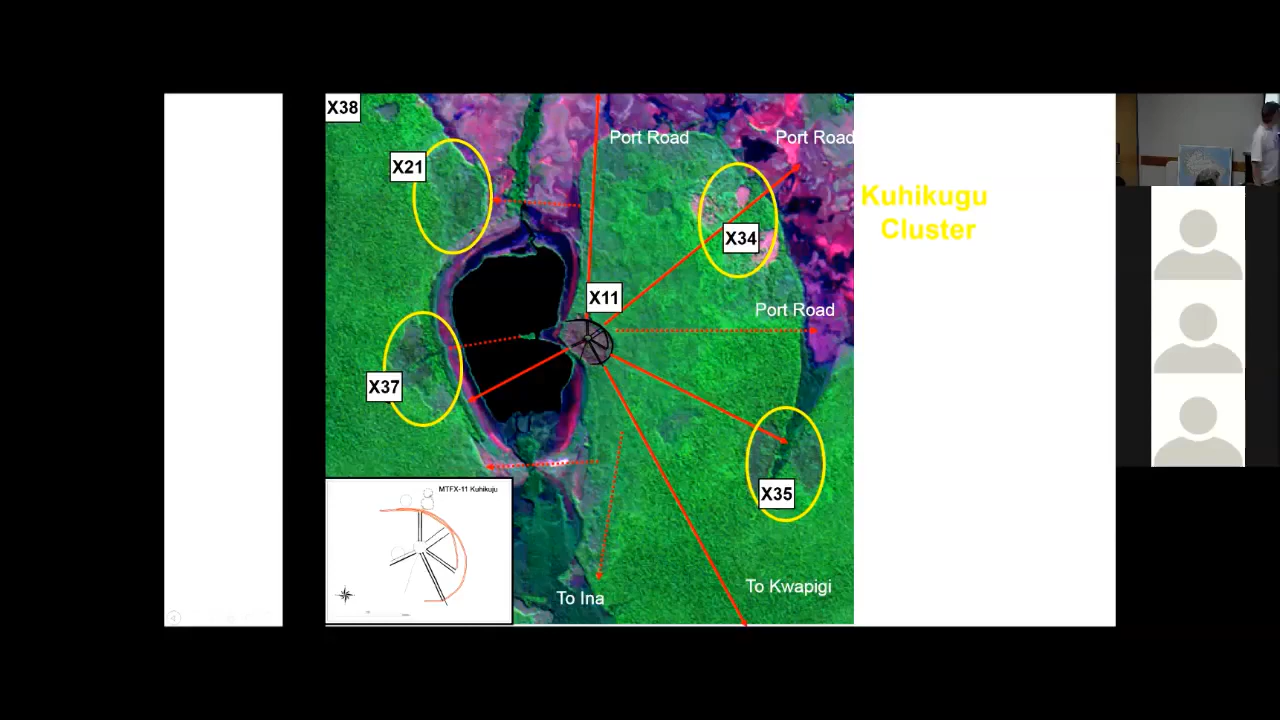 X38
Port Road
Port Road
X21
Kuhikugu
Cluster
X34
X11
Port Road
X37
X35
MTFX-11 Kuhikuju
To Kwapigi
To Ina